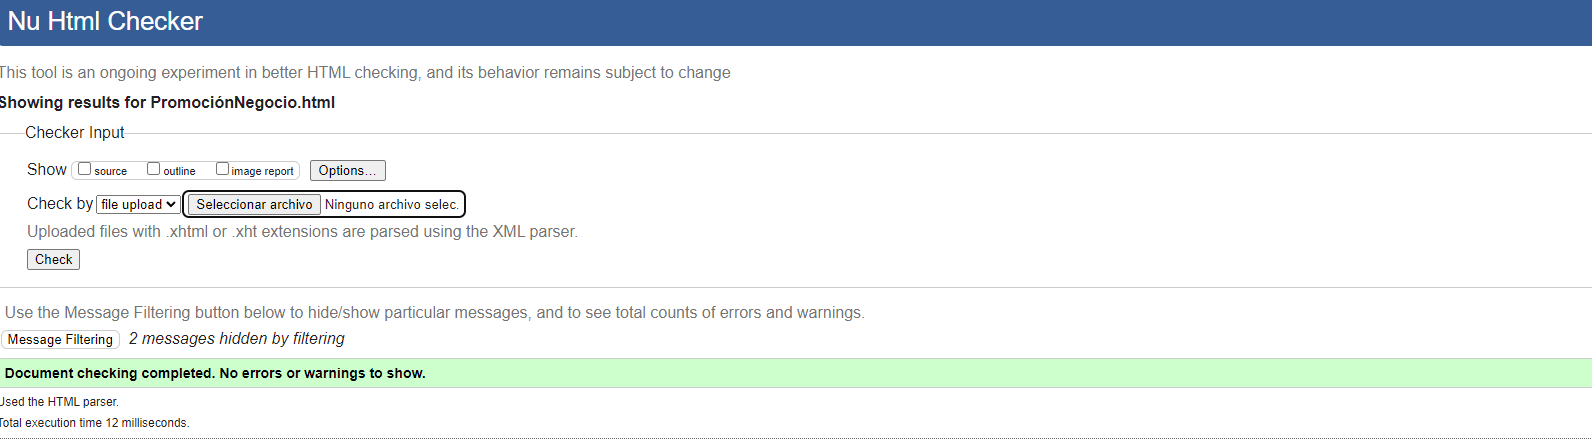 Nu Html Checker
This tool is an ongoing experiment in better HTML checking, and its behavior remains subject to change
Showing results for PromociónNegocio.html
Checker Input
Show source outline image report Options...
Check by file upload Seleccionar archivo Ninguno archivo selec.
Uploaded files with .xhtml or .xht extensions are parsed using the XML parser.
Check
Use the Message Filtering button below to hide/show particular messages, and to see total counts of errors and warnings.
Message Filtering 2 messages hidden by filtering
Document checking completed. No errors or warnings to show.
Used the HTML parser.
Total execution time 12 milliseconds.